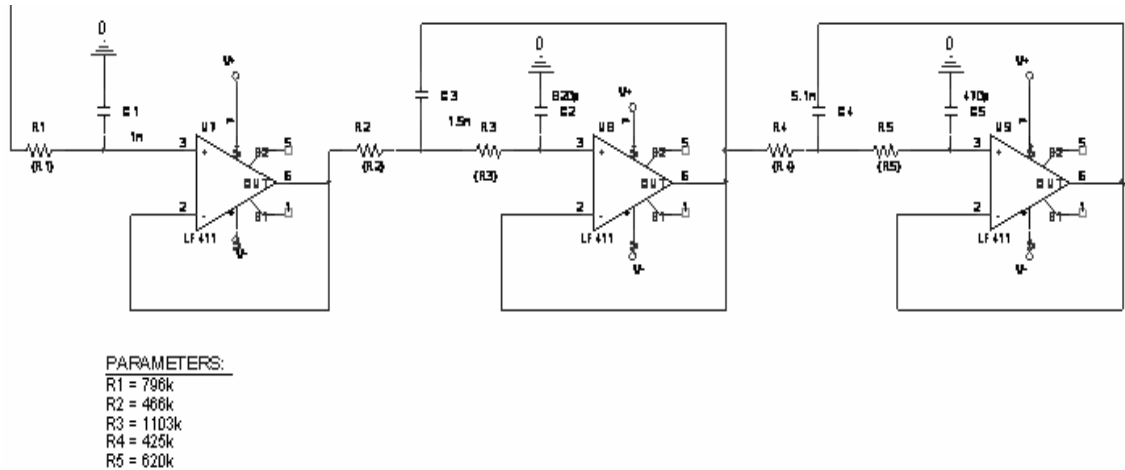 0
0
0
V+
V+
V+
C1
1n
C3
1.5n
820p
C2
5.1n
C4
470p
C5
R1
{R1}
U7
R2
{R2}
R3
{R3}
U8
R4
{R4}
R5
{R5}
U9
3
+
B2
5
OUT
6
2
-
B1
1
LF411
V-
3
+
B2
5
OUT
6
2
-
B1
1
LF411
V-
3
+
B2
5
OUT
6
2
-
B1
1
LF411
V-
PARAMETERS:
R1 = 796k
R2 = 466k
R3 = 1103k
R4 = 425k
R5 = 620k